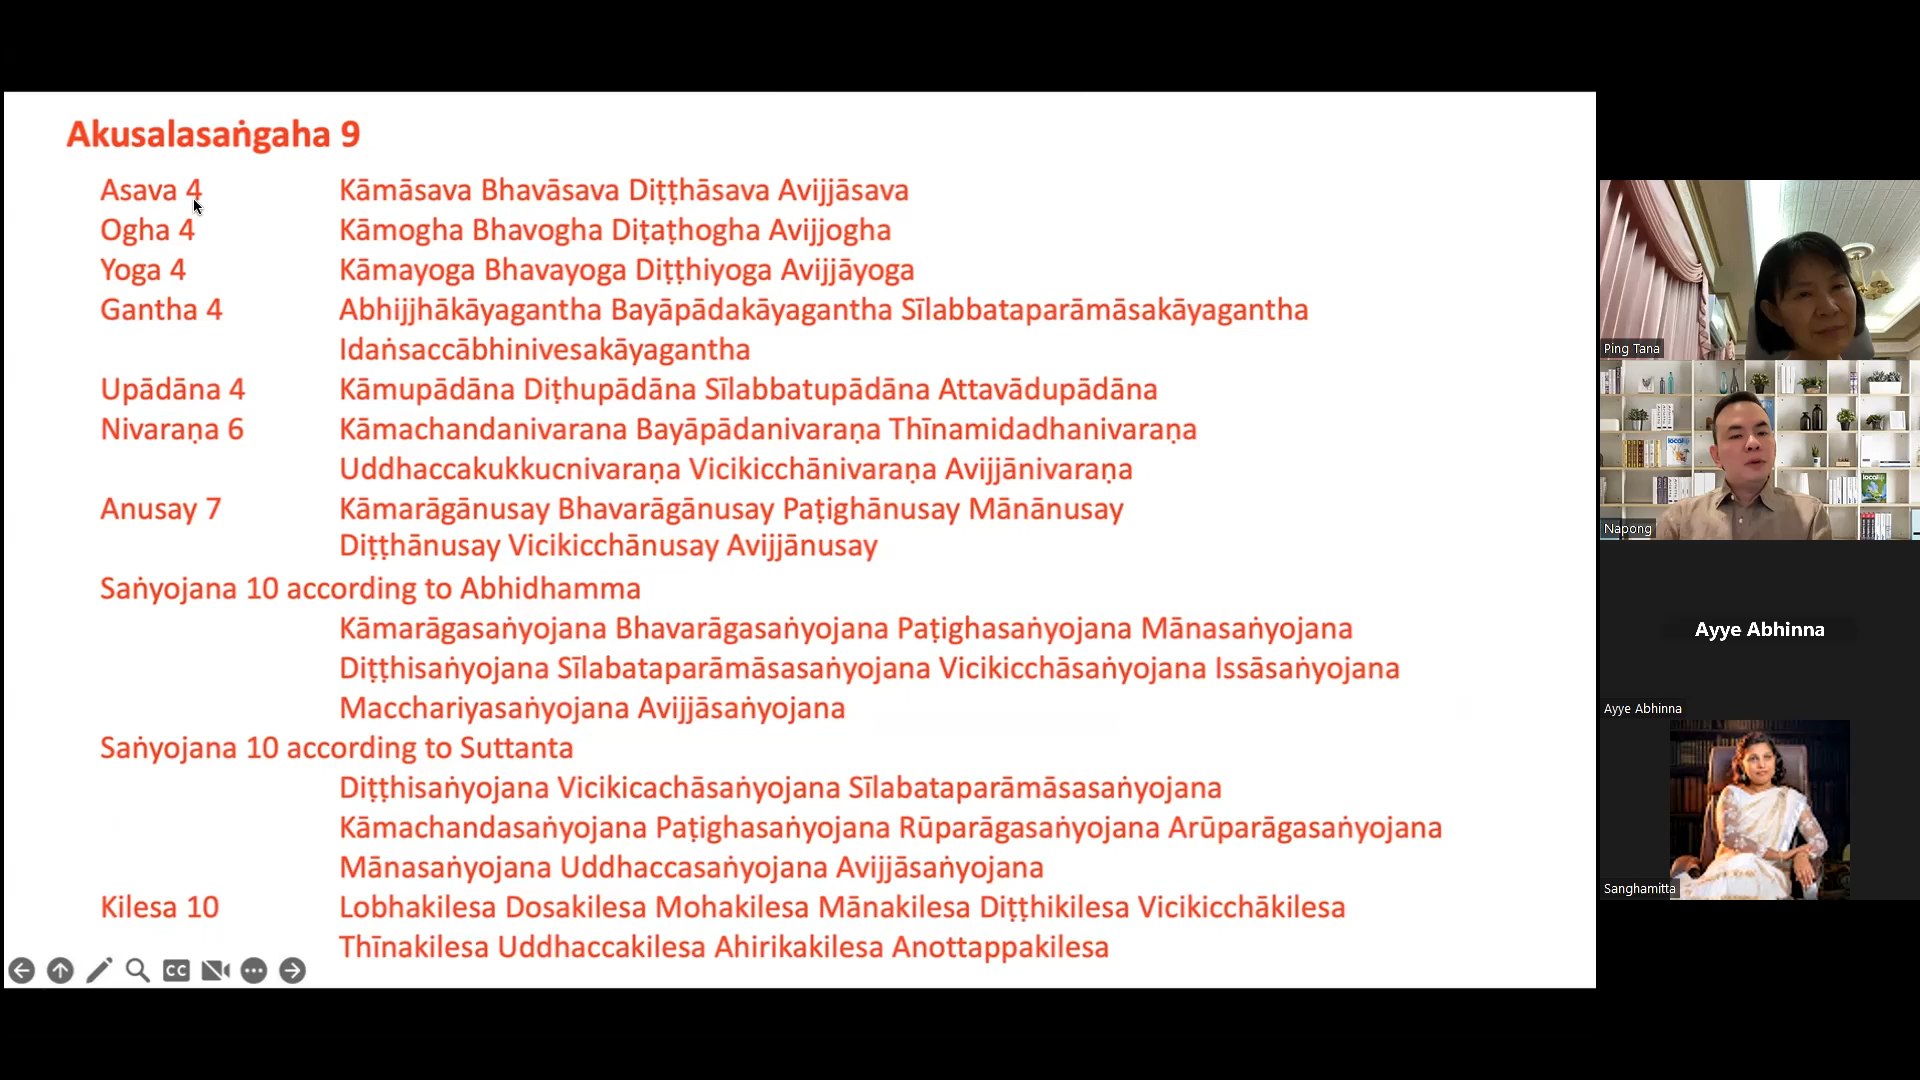 Akusalasaṅgaha 9
Asava 4 Kāmāsava Bhavāsava Diṭṭhāsava Avijjāsava
Ogha 4 Kāmogha Bhavogha Diṭaṭhogha Avijjogha
Yoga 4 Kāmayoga Bhavayoga Diṭṭhiyoga Avijjāyoga
Gantha 4 Abhijjhākāyagantha Bayāpādakāyagantha Sīlabbataparāmāsakāyagantha
Idaṅsaccābhinivesakāyagantha
Upādāna 4 Kāmupādāna Diṭhupādāna Sīlabbatupādāna Attavādupādāna
Nivaraṇa 6 Kāmachandanivarana Bayāpādanivaraṇa Thīnamidadhanivaraṇa
Uddhaccakukkucnivaraṇa Vicikicchānivaraṇa Avijjānivaraṇa
Anusay 7 Kāmarāgānusay Bhavarāgānusay Paṭighānusay Mānānusay
Diṭṭhānusay Vicikicchānusay Avijjānusay
Saṅyojana 10 according to Abhidhamma
Kāmarāgasaṅyojana Bhavarāgasaṅyojana Paṭighasaṅyojana Mānasaṅyojana
Diṭṭhisaṅyojana Sīlabataparāmāsasaṅyojana Vicikicchāsaṅyojana Issāsaṅyojana
Macchariyasaṅyojana Avijjāsaṅyojana
Saṅyojana 10 according to Suttanta
Diṭṭhisaṅyojana Vicikicachāsaṅyojana Sīlabataparāmāsasaṅyojana
Kāmachandasaṅyojana Paṭighasaṅyojana Rūparāgasaṅyojana Arūparāgasaṅyojana
Mānasaṅyojana Uddhaccasaṅyojana Avijjāsaṅyojana
Kilesa 10 Lobhakilesa Dosakilesa Mohakilesa Mānakilesa Diṭṭhikilesa Vicikicchākilesa
Thīnakilesa Uddhaccakilesa Ahirikakilesa Anottappakilesa
CC
Ping Tana
local
local
Napong
Ayye Abhinna
Ayye Abhinna
Sanghamitta